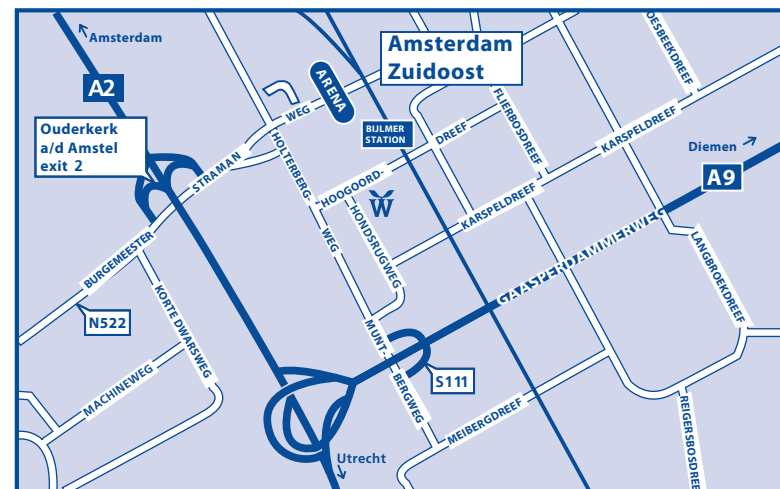 Amsterdam
A2
Ouderkerk
a/d Amstel
exit 2
ARENA
Amsterdam
Zuidoost
BIJLMER
STATION
BURGEMEESTER
STRAMAN
WEG
HOLTERBERG-
WEG
HOOGOORD-
DREEF
HONDSRUGWEG
W
FLIERBOSDREEF
KARSPELDREEF
KARSPELDREEF
Diemen
A9
GAASPERDAMMERWEG
LANGBROEKDREEF
N522
KORTE DWARSWEG
MACHINEWEG
MUNT-
BERGWEG
S111
MEIBERGDREEF
REIGERSBOSDREEF
Utrecht